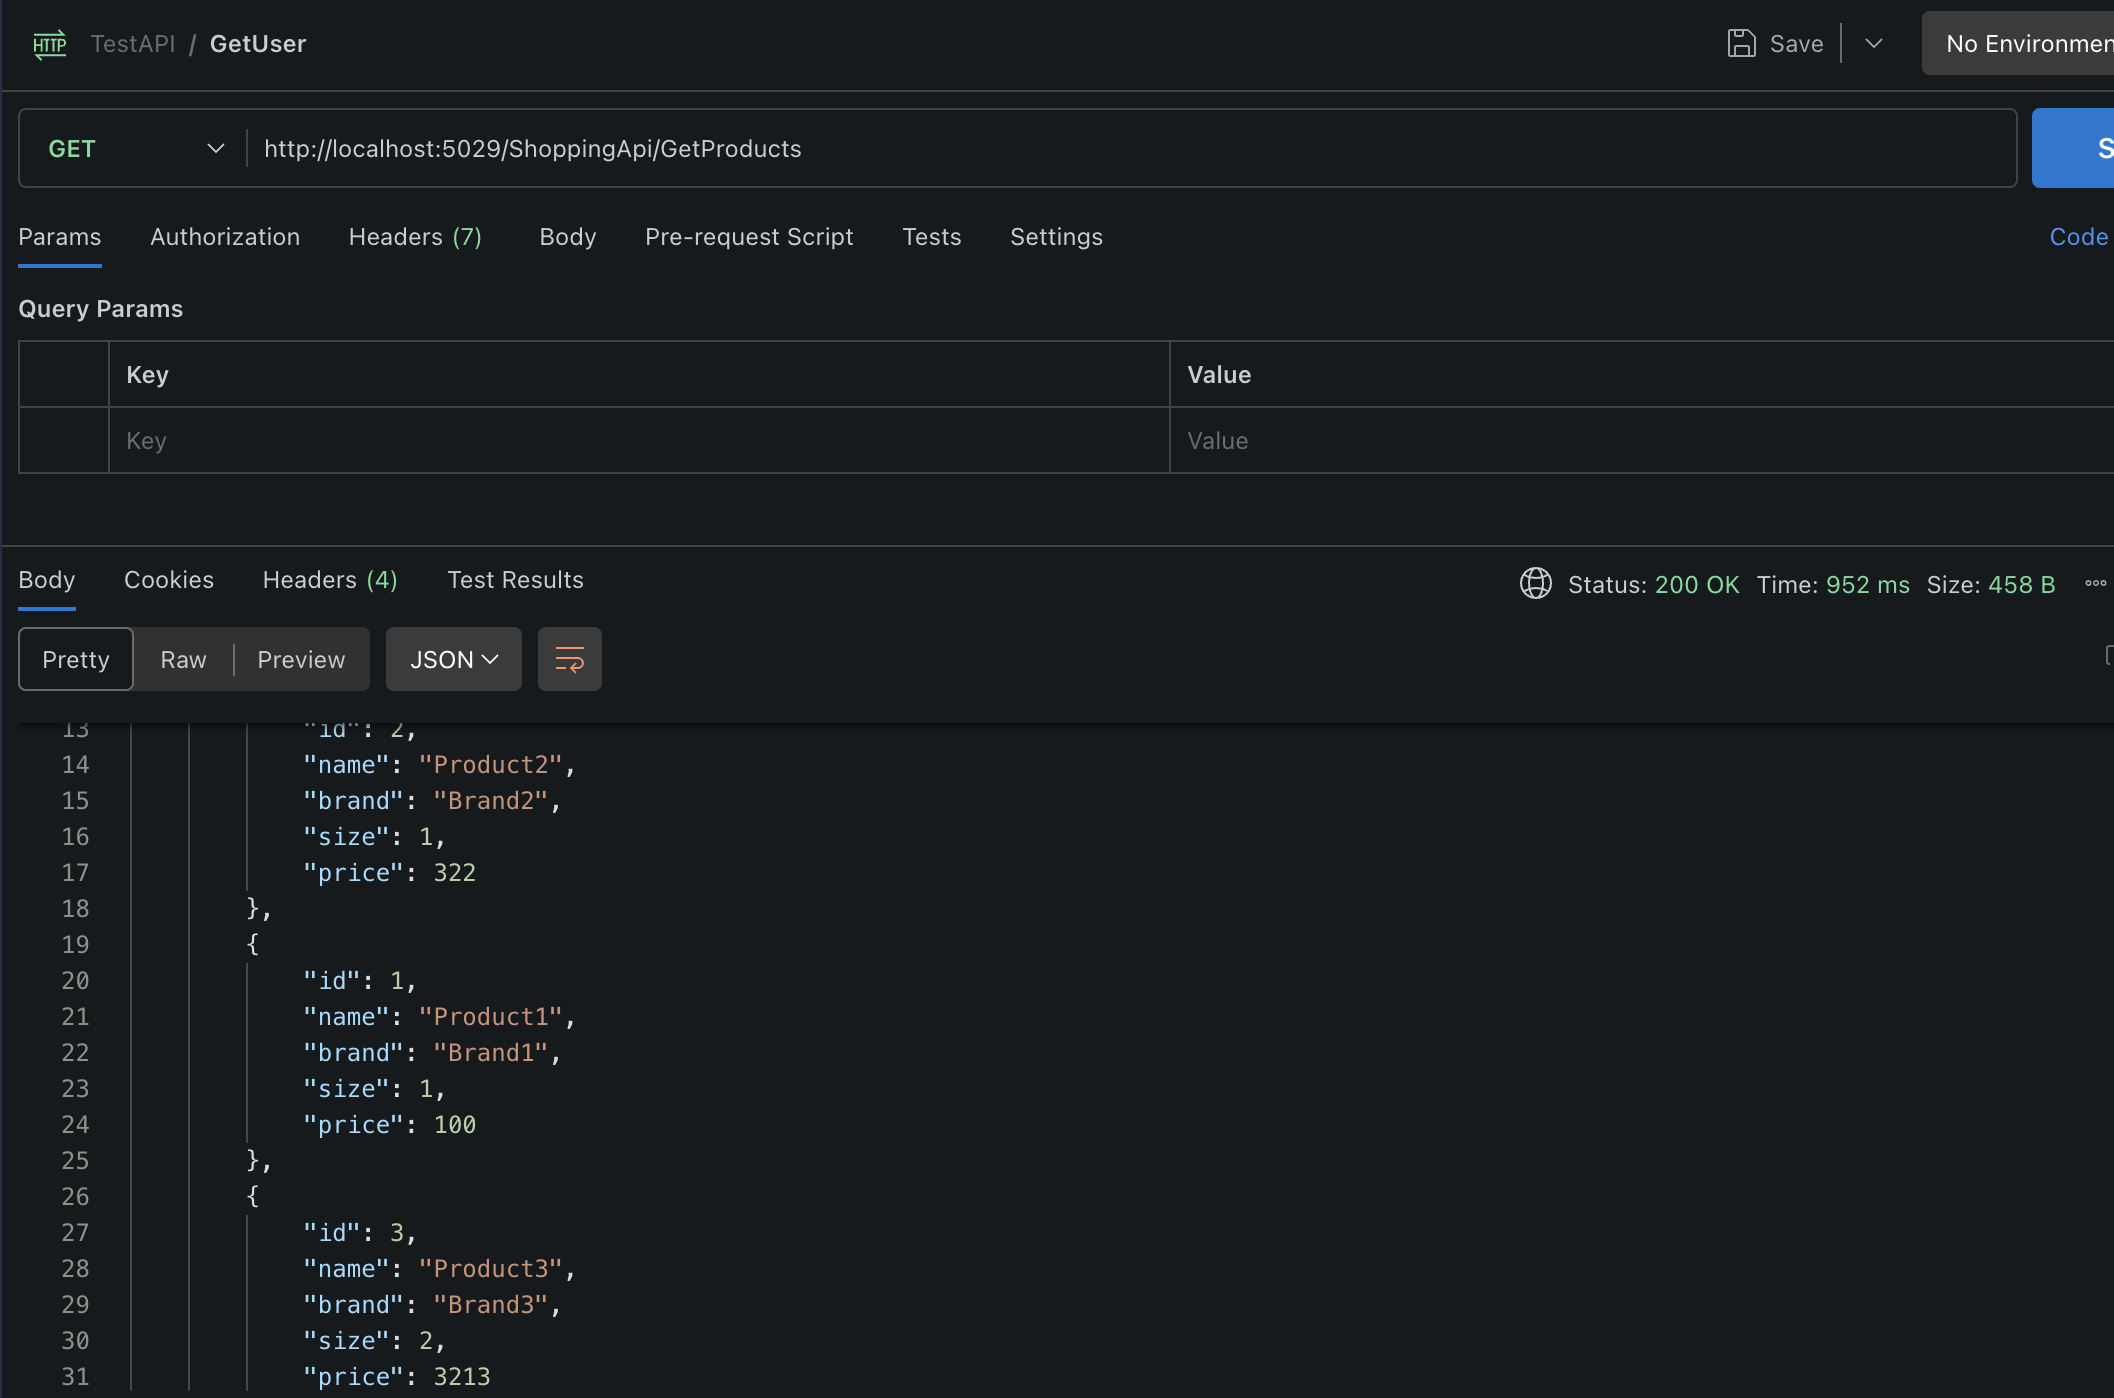 HTTP TestAPI / GetUser Save No Environmen
GET http://localhost:5029/ShoppingApi/GetProducts S
Params Authorization Headers (7) Body Pre-request Script Tests Settings Code
Query Params
Key Value
Key Value
Body Cookies Headers (4) Test Results Status: 200 OK Time: 952 ms Size: 458 B
Pretty Raw Preview JSON
13 "id": 2,
14 "name": "Product2",
15 "brand": "Brand2",
16 "size": 1,
17 "price": 322
18 },
19 {
20 "id": 1,
21 "name": "Product1",
22 "brand": "Brand1",
23 "size": 1,
24 "price": 100
25 },
26 {
27 "id": 3,
28 "name": "Product3",
29 "brand": "Brand3",
30 "size": 2,
31 "price": 3213